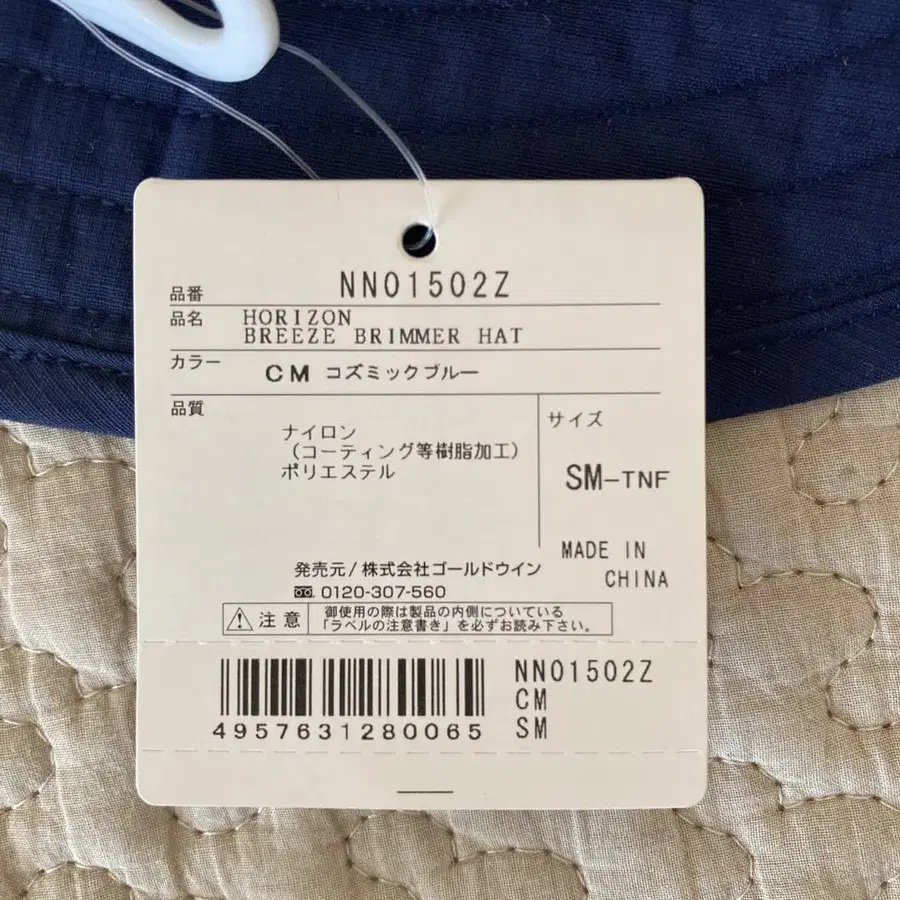 品番 NN01502Z
品名 HORIZON
BREEZE BRIMMER HAT
カラー CM コズミックブルー
品質
ナイロン
（コーティング等樹脂加工）
ポリエステル
サイズ
SM-TNF
MADE IN
CHINA
発売元/株式会社ゴールドウイン
0120-307-560
注意 御使用の際は製品の内側についている
「ラベルの注意書き」を必ずお読み下さい。
4957631280065
NN01502Z
CM
SM